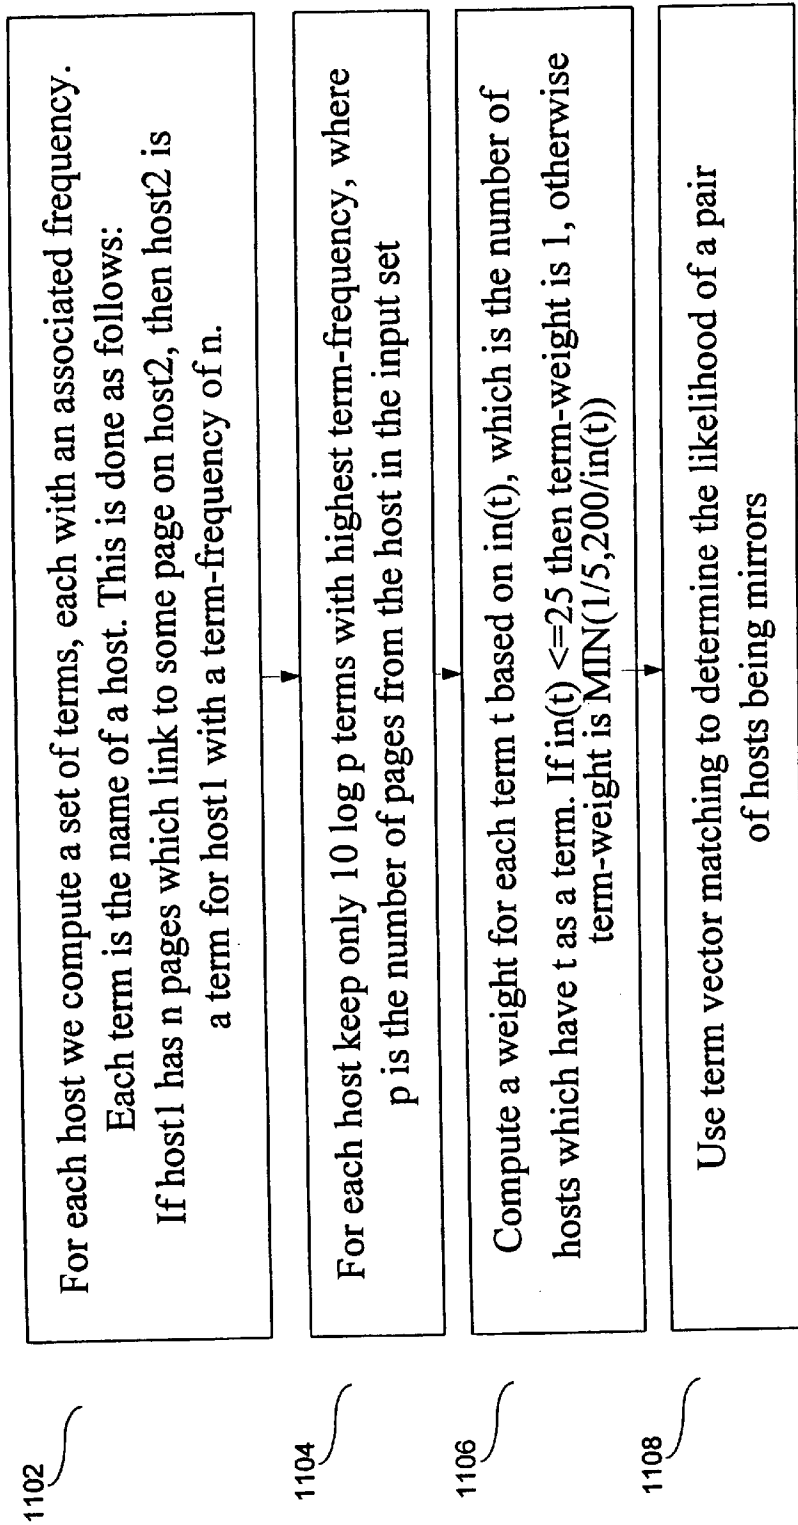 1102
For each host we compute a set of terms, each with an associated frequency.
Each term is the name of a host. This is done as follows:
If host1 has n pages which link to some page on host2, then host2 is
a term for host1 with a term-frequency of n.
1104
For each host keep only 10 log p terms with highest term-frequency, where
p is the number of pages from the host in the input set
1106
Compute a weight for each term t based on in(t), which is the number of
hosts which have t as a term. If in(t) <=25 then term-weight is 1, otherwise
term-weight is MIN(1/5,200/in(t))
1108
Use term vector matching to determine the likelihood of a pair
of hosts being mirrors